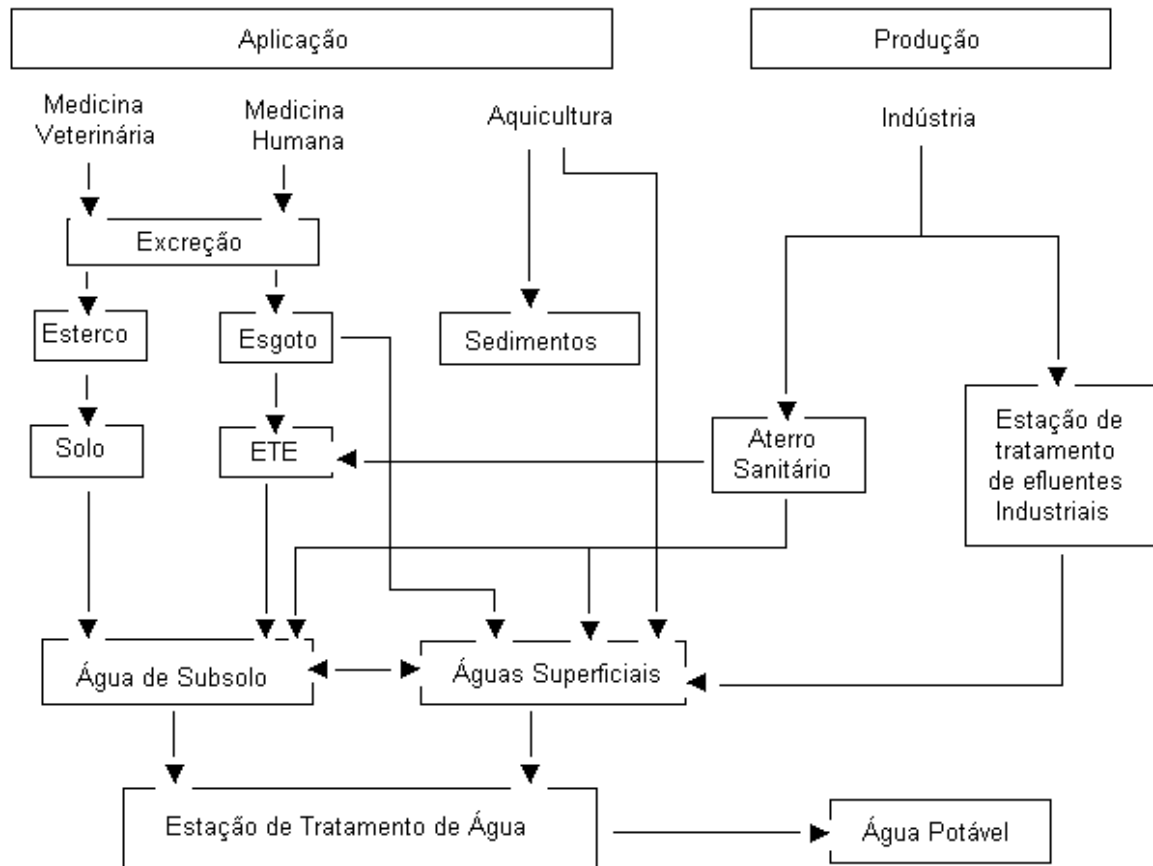 Aplicação
Produção
Medicina
Veterinária
Medicina
Humana
Aquicultura
Indústria
Excreção
Esterco
Esgoto
Sedimentos
Solo
ETE
Aterro
Sanitário
Estação de
tratamento
de efluentes
Industriais
Água de Subsolo
Águas Superficiais
Estação de Tratamento de Água
Água Potável